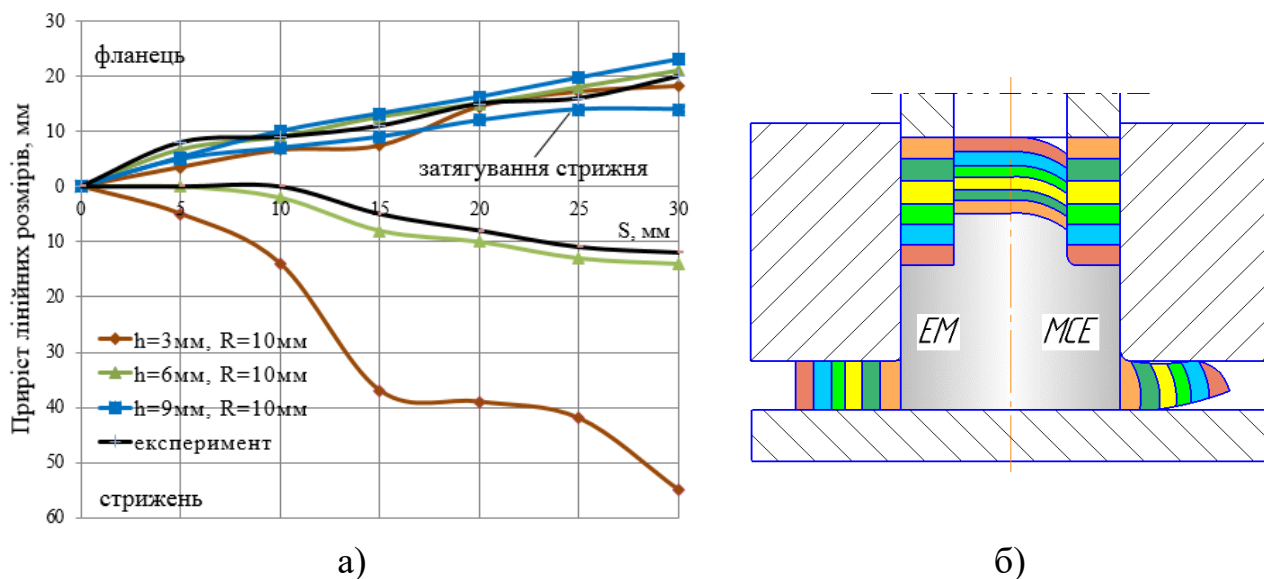 Приріст лінійних розмірів, мм
30
20
10
0
10
20
30
40
50
60
фланець
затягування стрижня
0
5
10
15
20
25
30
S, мм
h=3мм, R=10мм
h=6мм, R=10мм
h=9мм, R=10мм
експеримент
стрижень
а)
ЕМ
МСЕ
б)